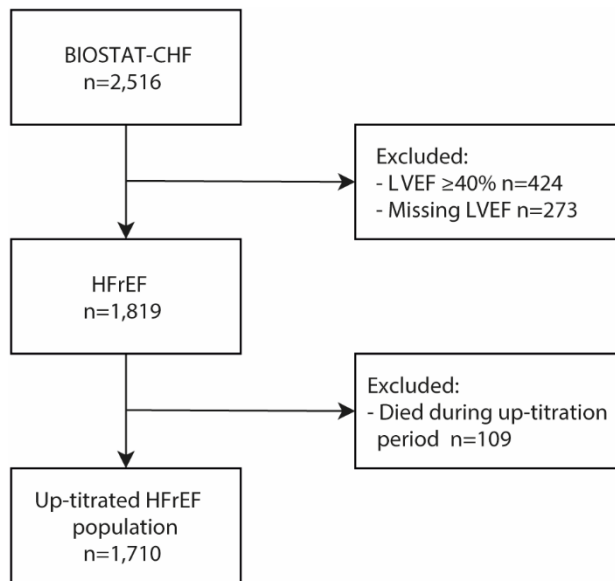 BIOSTAT-CHF
n=2,516
Excluded:
- LVEF ≥40% n=424
- Missing LVEF n=273
HFrEF
n=1,819
Excluded:
- Died during up-titration
period n=109
Up-titrated HFrEF
population
n=1,710